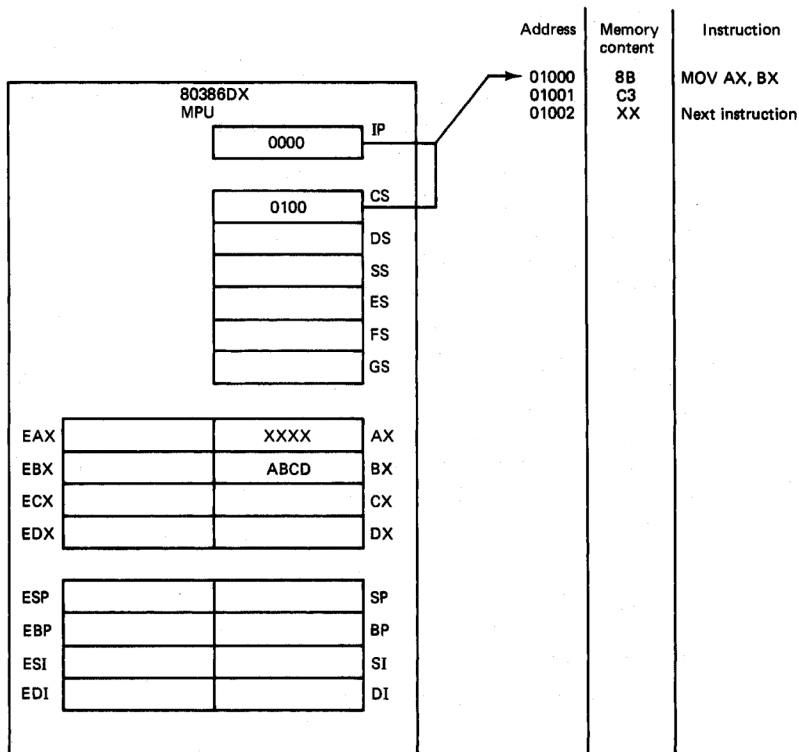 Address Memory content Instruction
01000 8B MOV AX, BX
01001 C3
01002 XX Next instruction
80386DX
MPU
0000 IP
0100 CS
DS
SS
ES
FS
GS
EAX XXXX AX
EBX ABCD BX
ECX CX
EDX DX
ESP SP
EBP BP
ESI SI
EDI DI